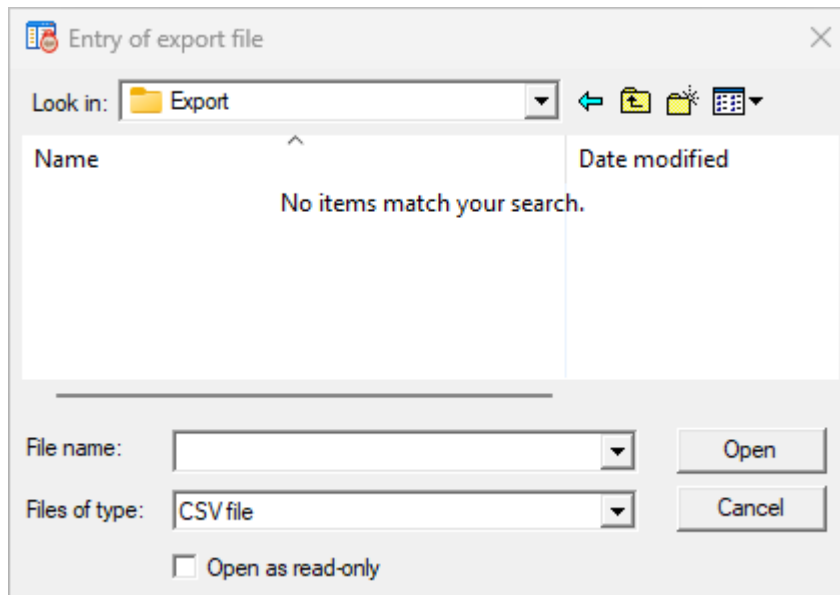 Entry of export file
Look in: Export
Name Date modified
No items match your search.
File name: Open
Files of type: CSV file Cancel
Open as read-only